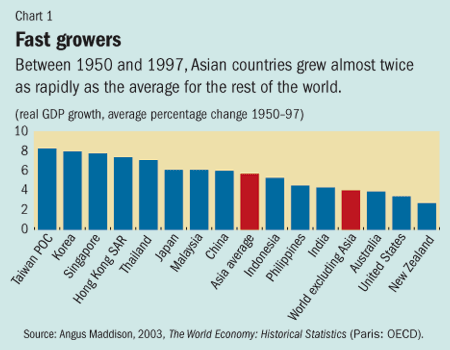 Chart 1
Fast growers
Between 1950 and 1997, Asian countries grew almost twice
as rapidly as the average for the rest of the world.
(real GDP growth, average percentage change 1950–97)
10
8
6
4
2
0
Taiwan POC
Korea
Singapore
Hong Kong SAR
Thailand
Japan
Malaysia
China
Asia average
Indonesia
Philippines
India
World excluding Asia
Australia
United States
New Zealand
Source: Angus Maddison, 2003, The World Economy: Historical Statistics (Paris: OECD).